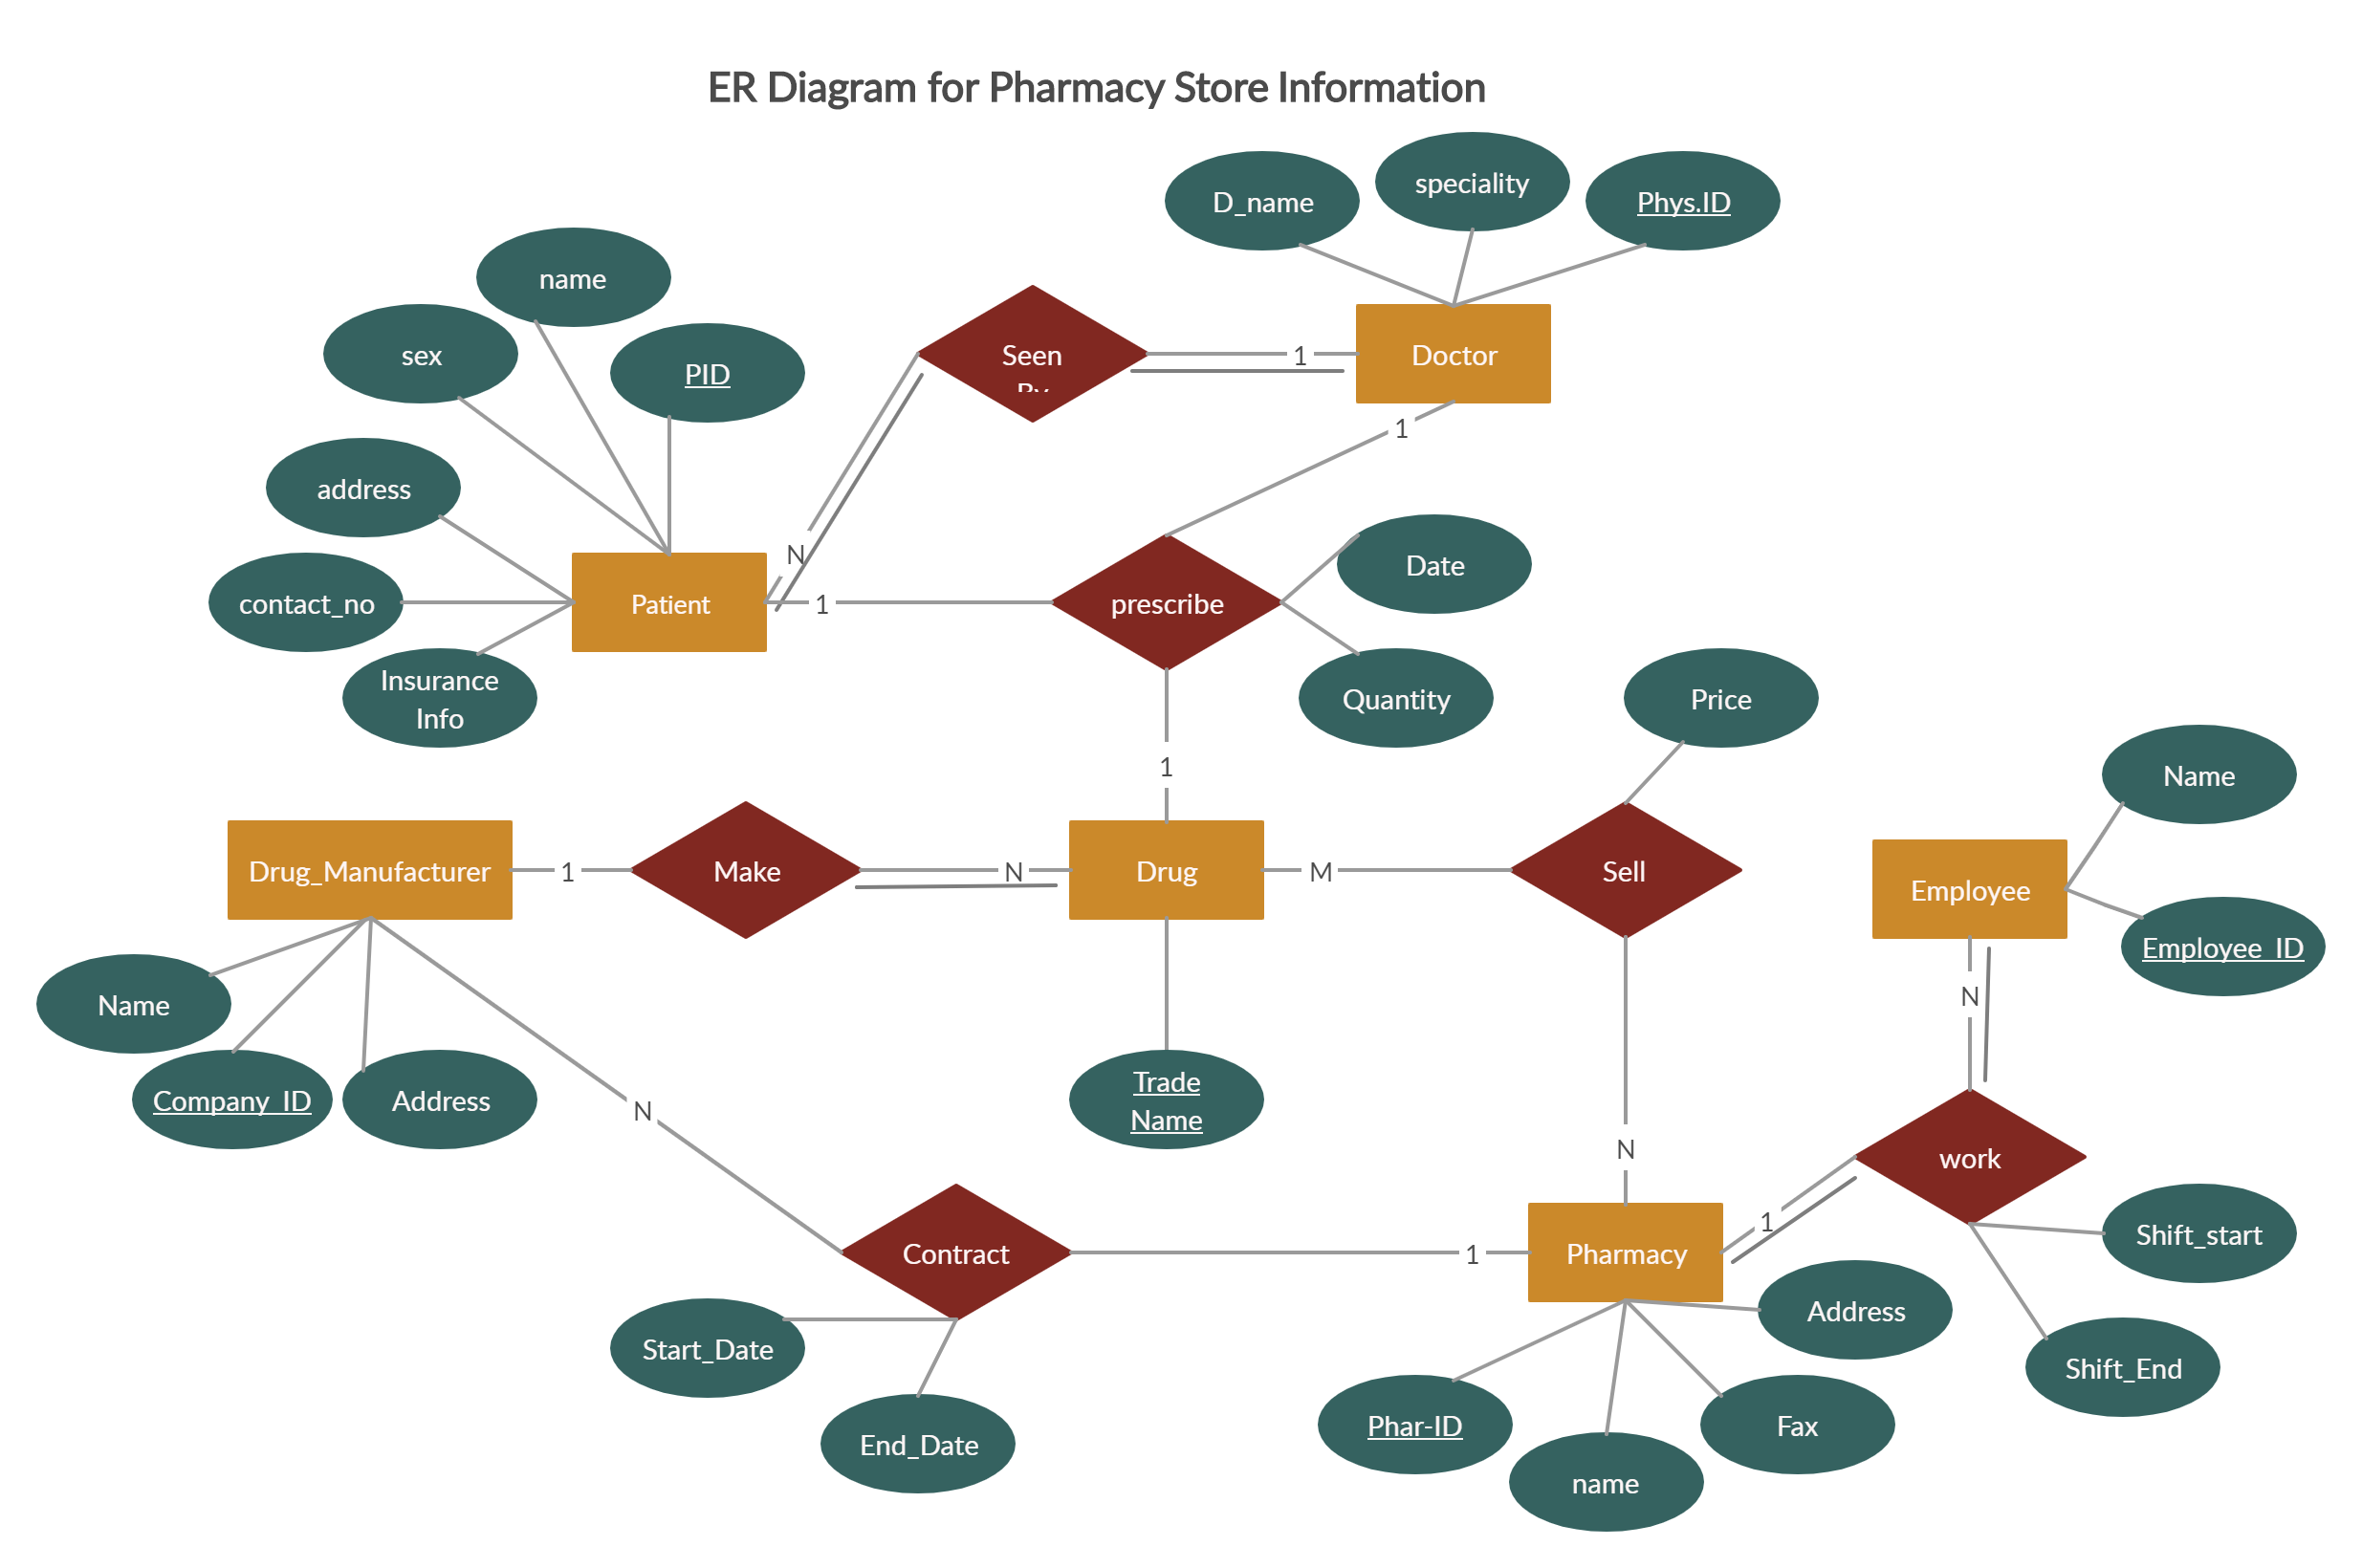 ER Diagram for Pharmacy Store Information
D_name
speciality
Phys.ID
name
sex
PID
Seen
1
Doctor
1
address
N
Date
contact_no
Patient
1
prescribe
Insurance
Info
Quantity
Price
1
Name
Drug_Manufacturer
1
Make
N
Drug
M
Sell
Employee
Employee_ID
N
Name
Company_ID
Address
Trade
Name
N
N
work
1
Shift_start
Contract
1
Pharmacy
Address
Start_Date
Shift_End
End_Date
Phar-ID
Fax
name